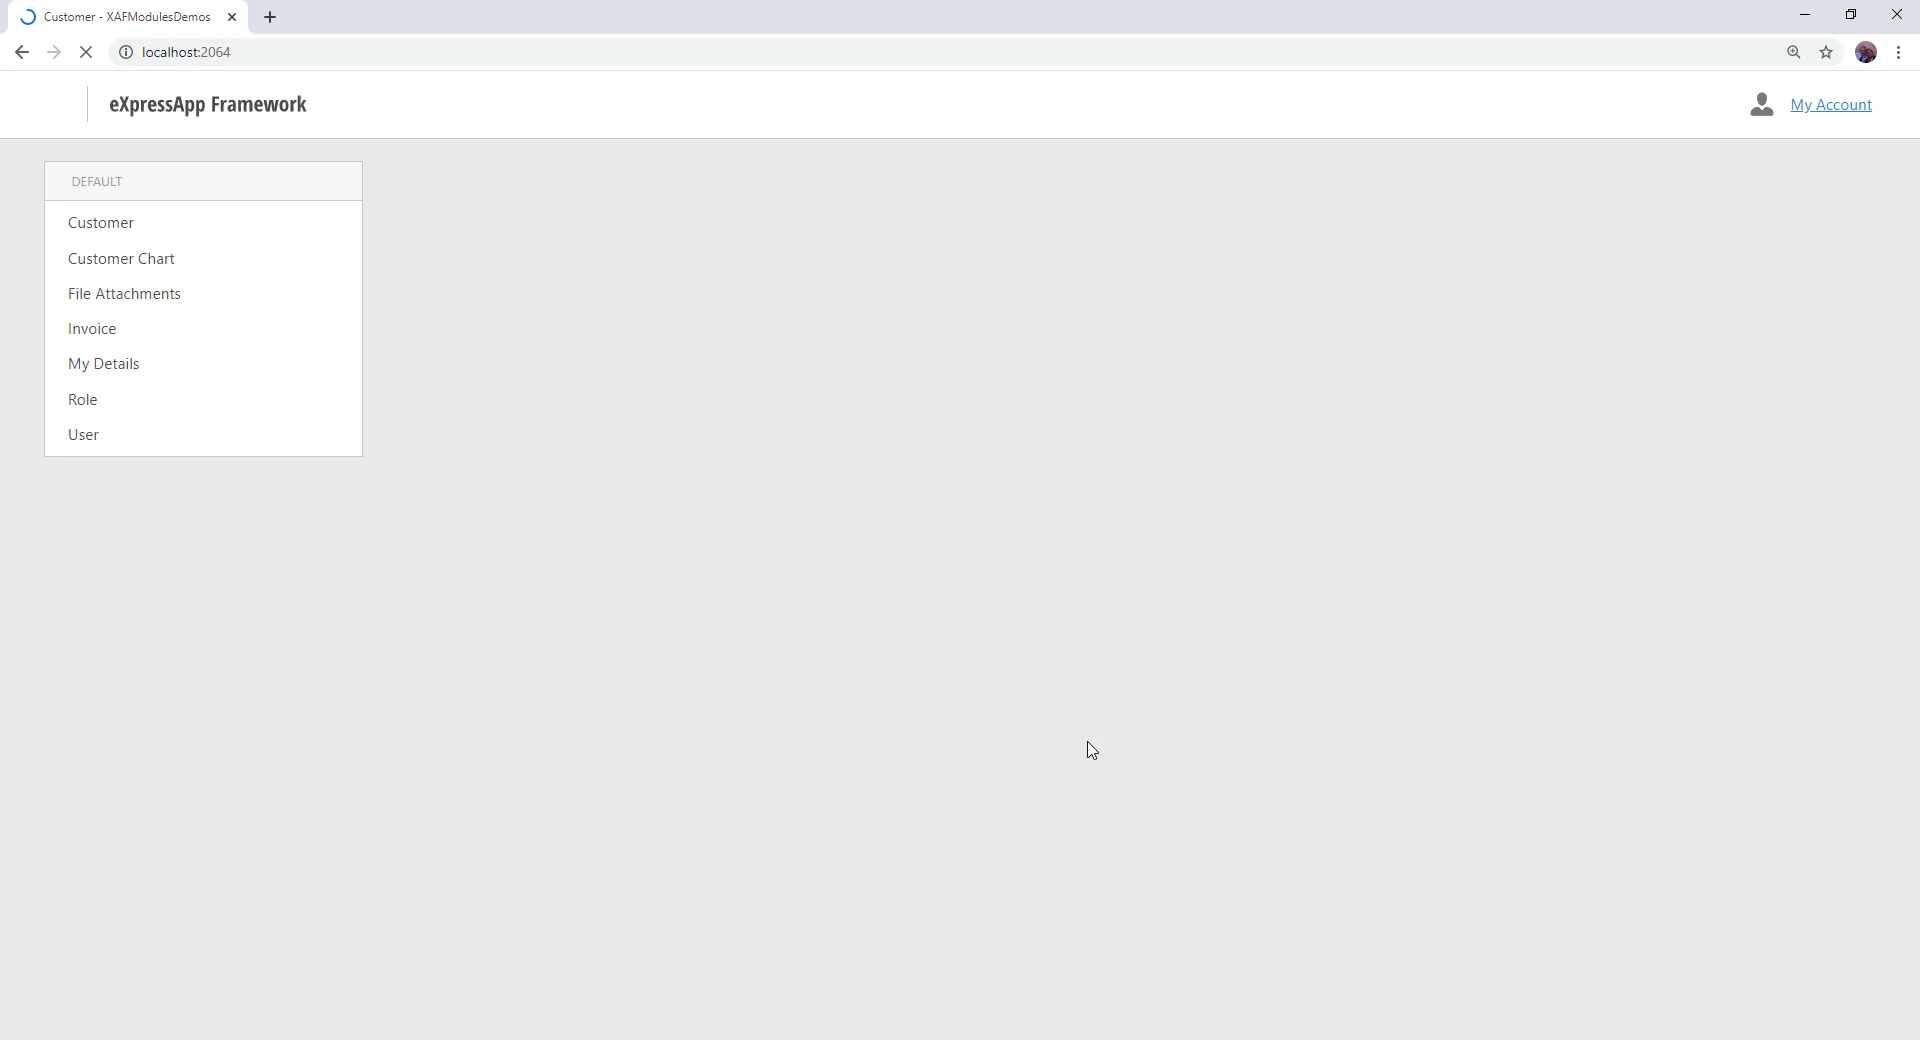 Customer - XAFModulesDemos
localhost:2064
eXpressApp Framework
My Account
DEFAULT
Customer
Customer Chart
File Attachments
Invoice
My Details
Role
User